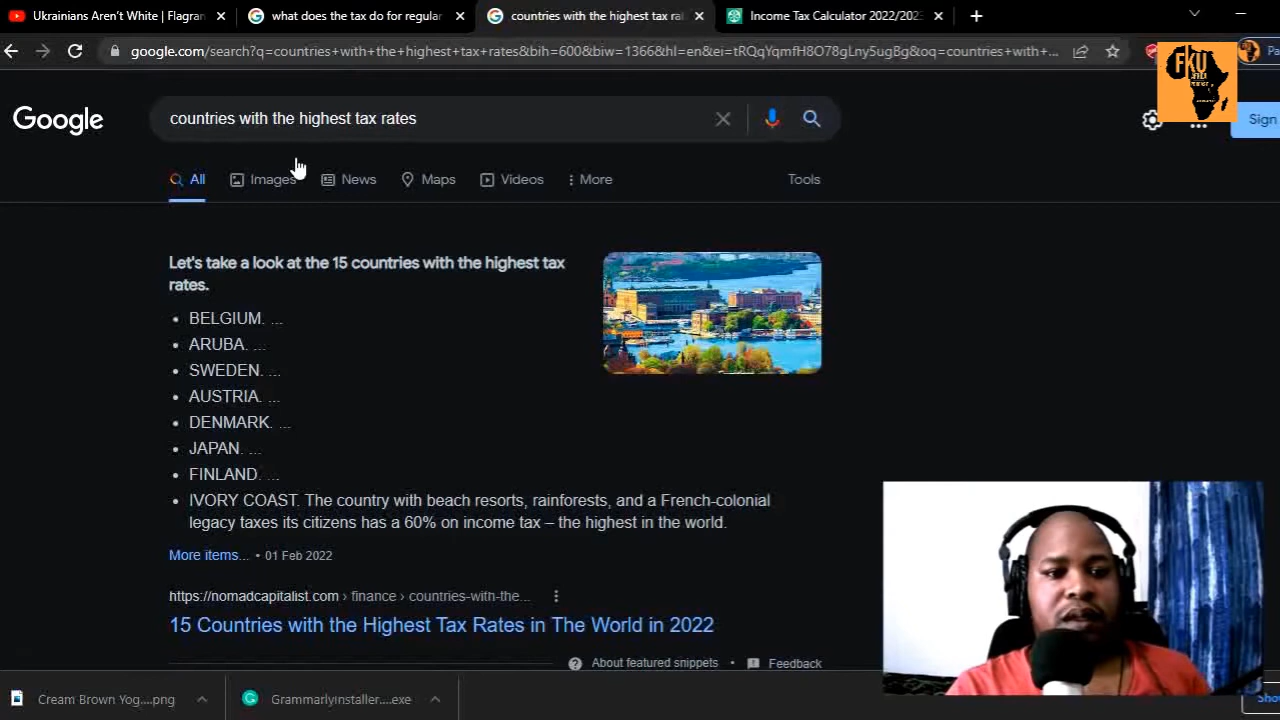 Ukrainians Aren't White | Flagran
what does the tax do for regular
countries with the highest tax ra
Income Tax Calculator 2022/202
google.com/search?q=countries+with+the+highest+tax+rates&bih=600&biw=1366&hl=en&ei=tRQqYqmfH8O78gLny5ugBg&oq=countries+with+...
Pa
FKU
Google
countries with the highest tax rates
Sign
All
Images
News
Maps
Videos
More
Tools
Let's take a look at the 15 countries with the highest tax
rates.
BELGIUM. ...
ARUBA. ...
SWEDEN. ...
AUSTRIA. ...
DENMARK. ...
JAPAN. ...
FINLAND. ...
IVORY COAST. The country with beach resorts, rainforests, and a French-colonial
legacy taxes its citizens has a 60% on income tax – the highest in the world.
More items... • 01 Feb 2022
https://nomadcapitalist.com › finance › countries-with-the...
15 Countries with the Highest Tax Rates in The World in 2022
About featured snippets • Feedback
Cream Brown Yog....png
GrammarlyInstaller....exe
Sho